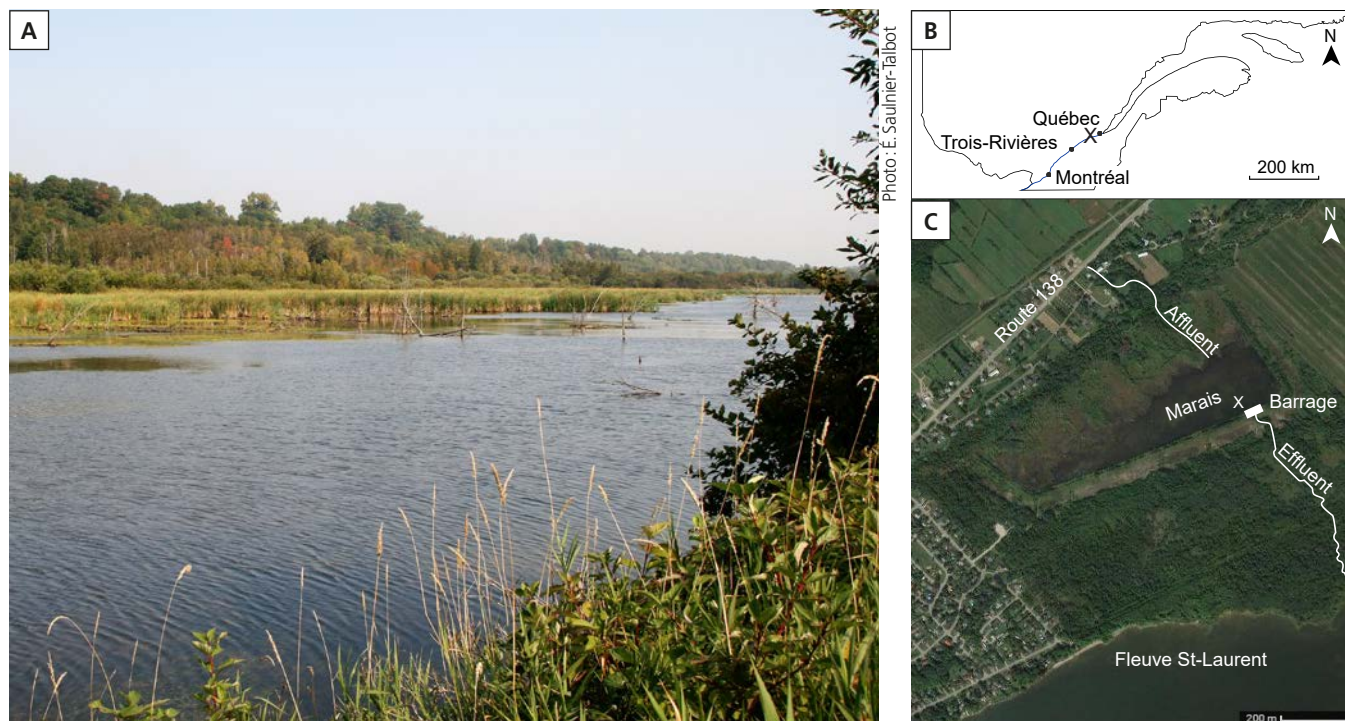 A
Photo : É. Saulnier-Talbot
B
N
Québec
X
Trois-Rivières
Montréal
200 km
C
N
Route 138
Affluent
Marais
X
Barrage
Effluent
Fleuve St-Laurent
200 m